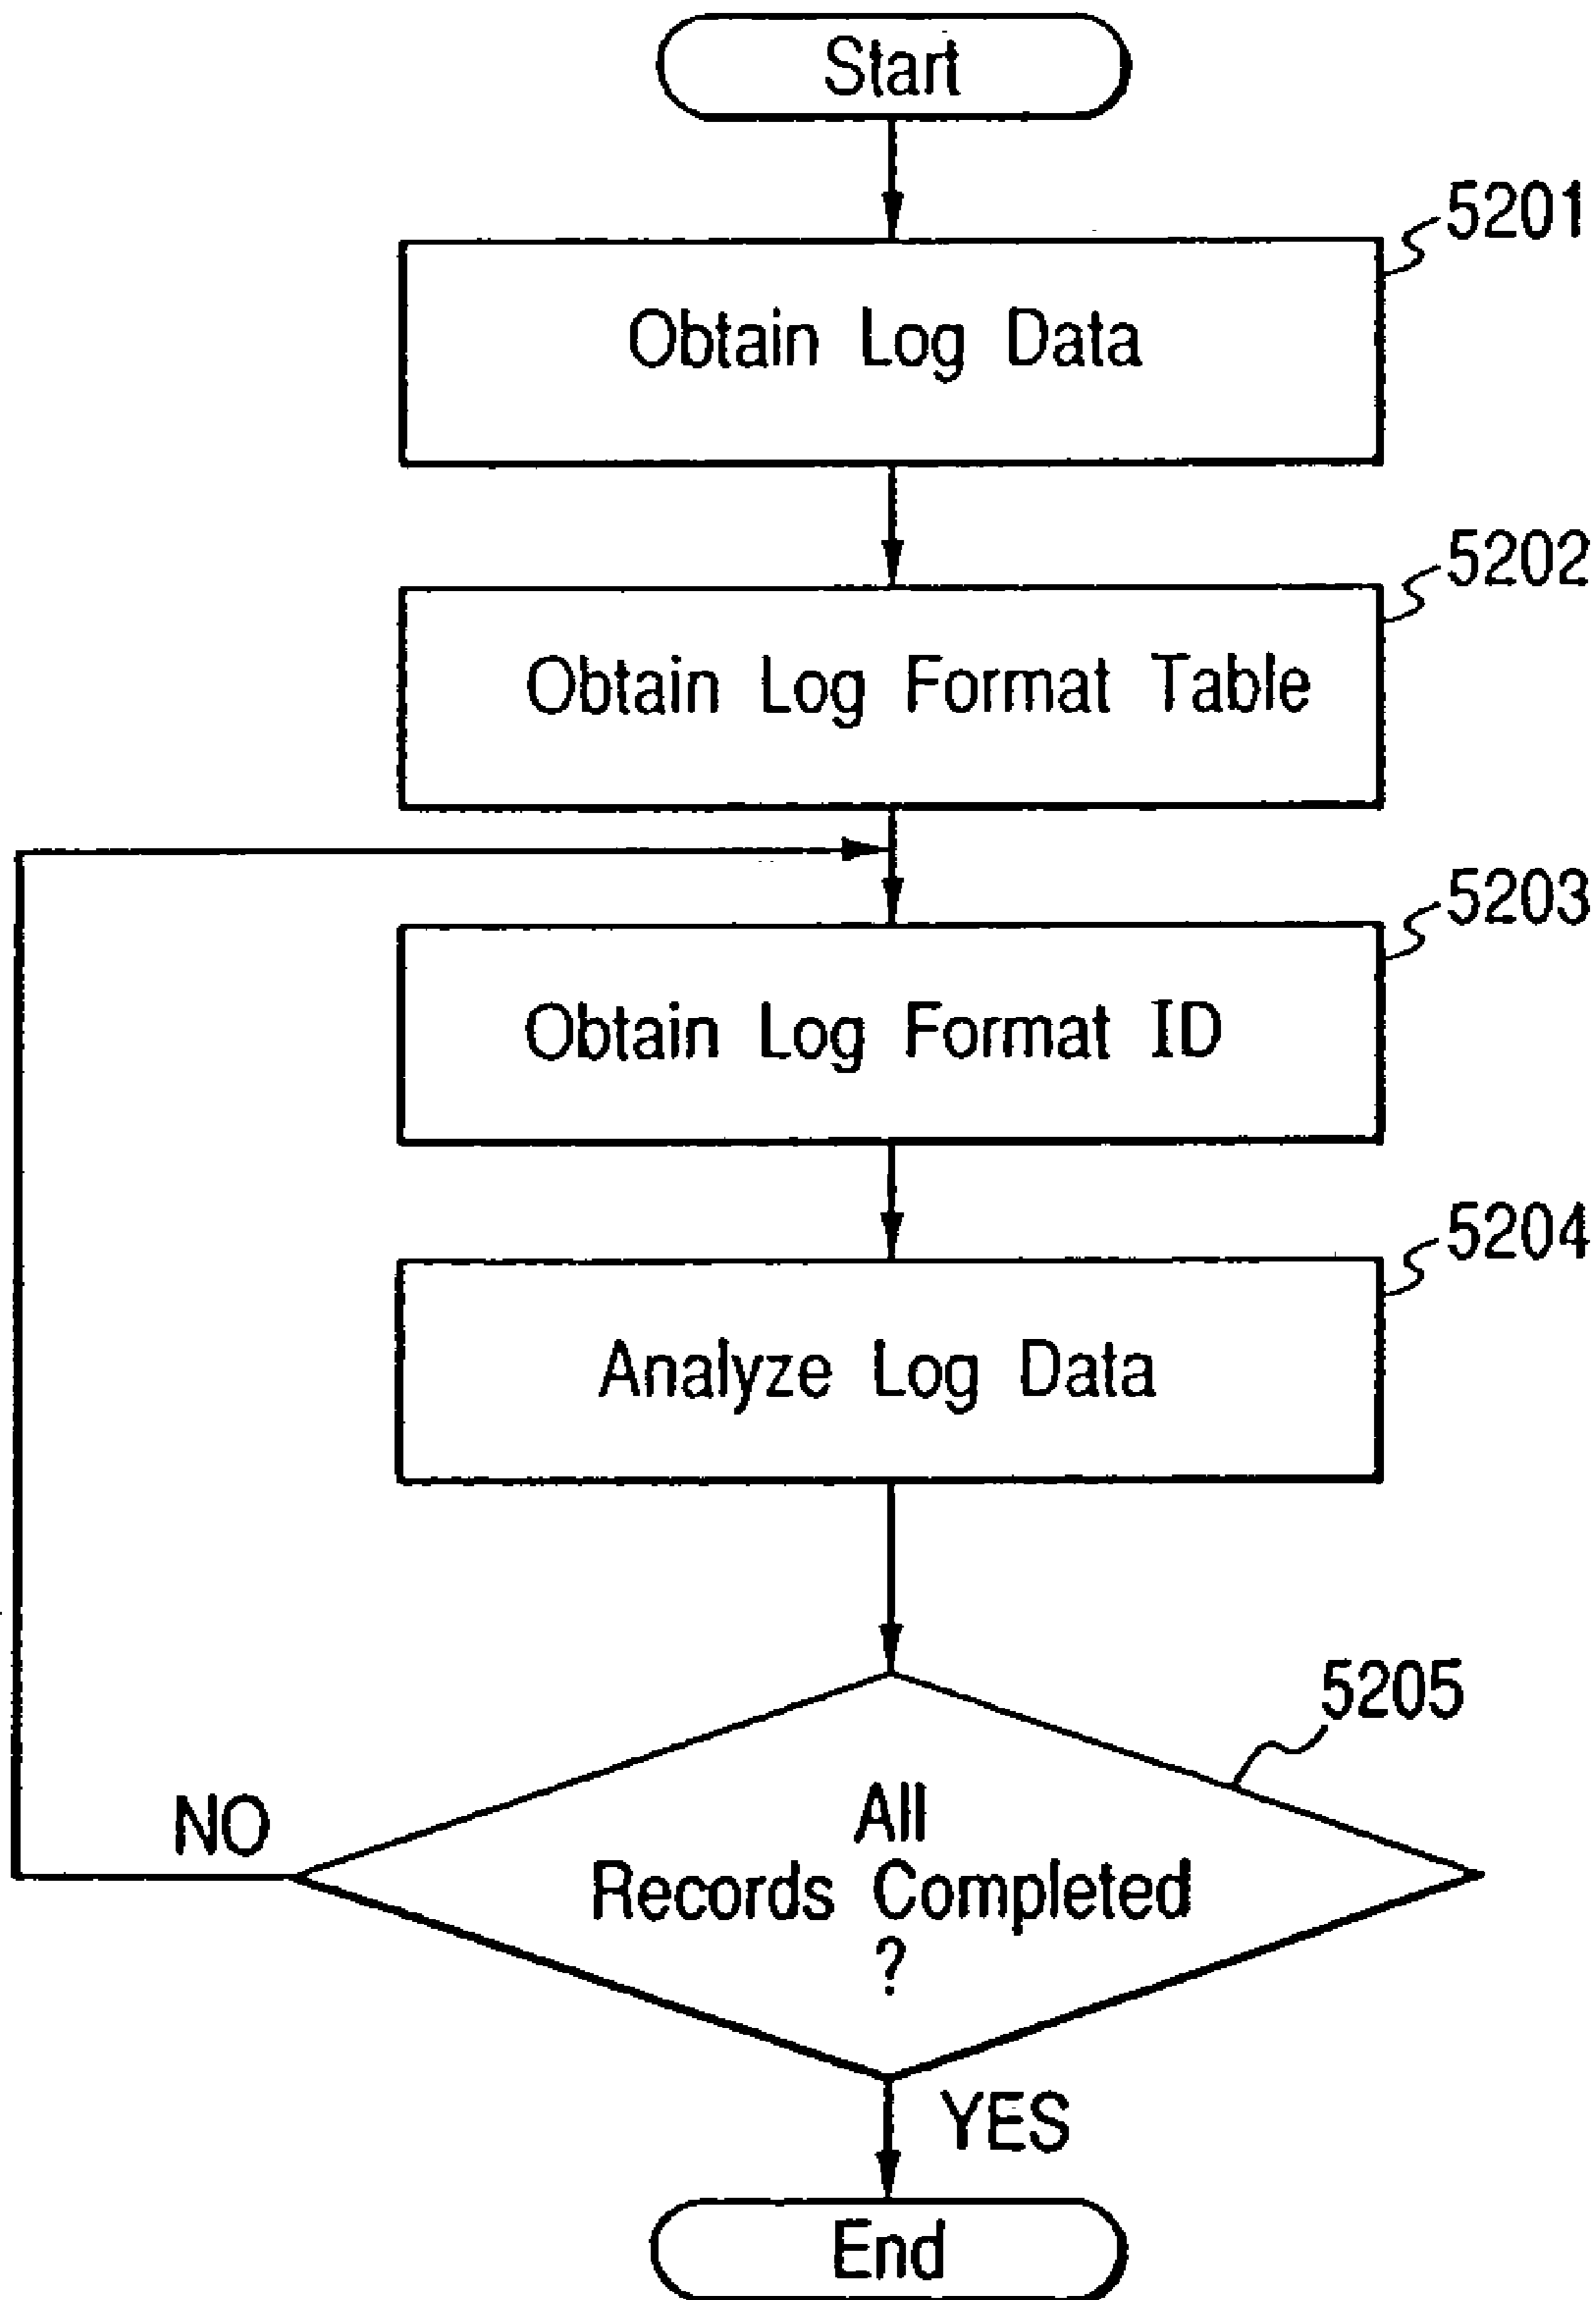 Start
5201
Obtain Log Data
5202
Obtain Log Format Table
5203
Obtain Log Format ID
5204
Analyze Log Data
5205
NO
All
Records Completed
?
YES
End